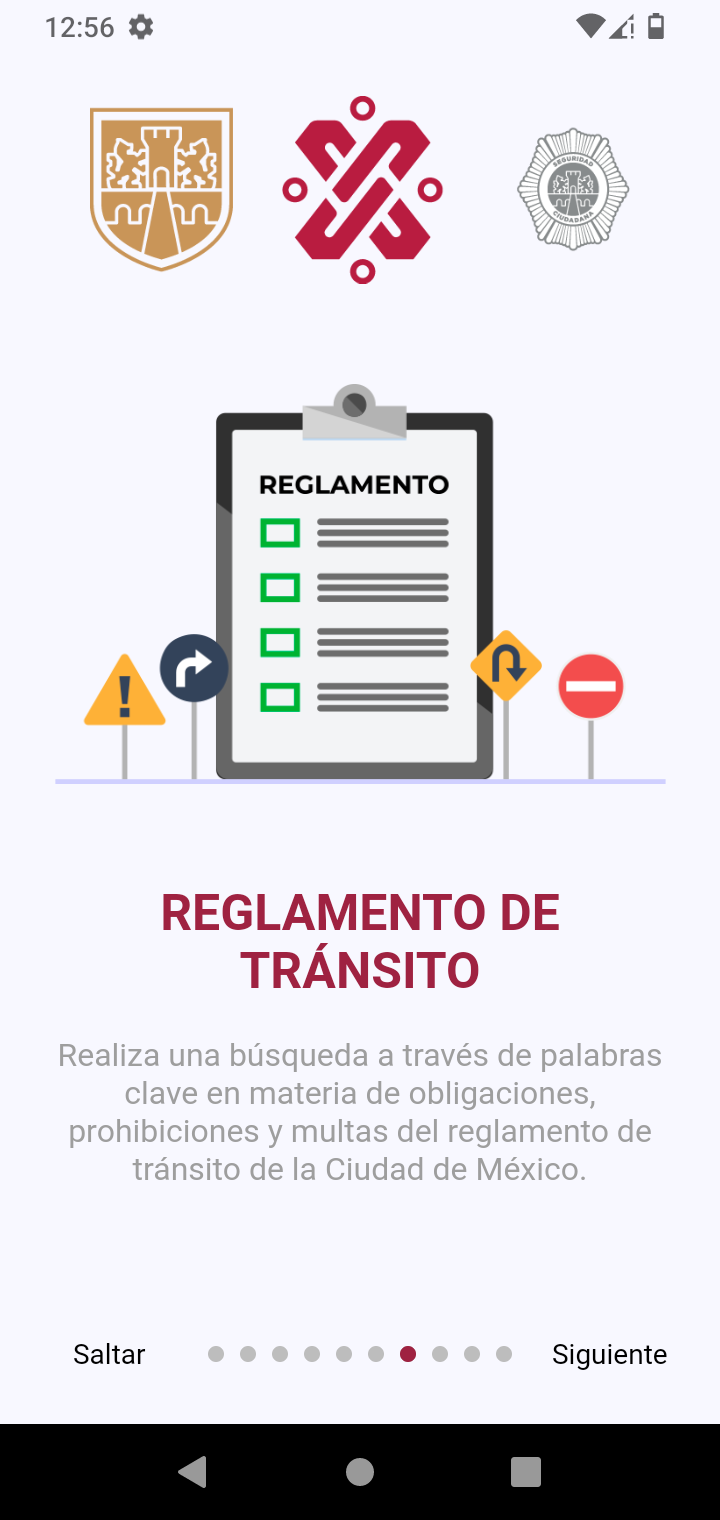 12:56
SEGURIDAD
CIUDADANA
REGLAMENTO
REGLAMENTO DE
TRÁNSITO
Realiza una búsqueda a través de palabras
clave en materia de obligaciones,
prohibiciones y multas del reglamento de
tránsito de la Ciudad de México.
Saltar
Siguiente